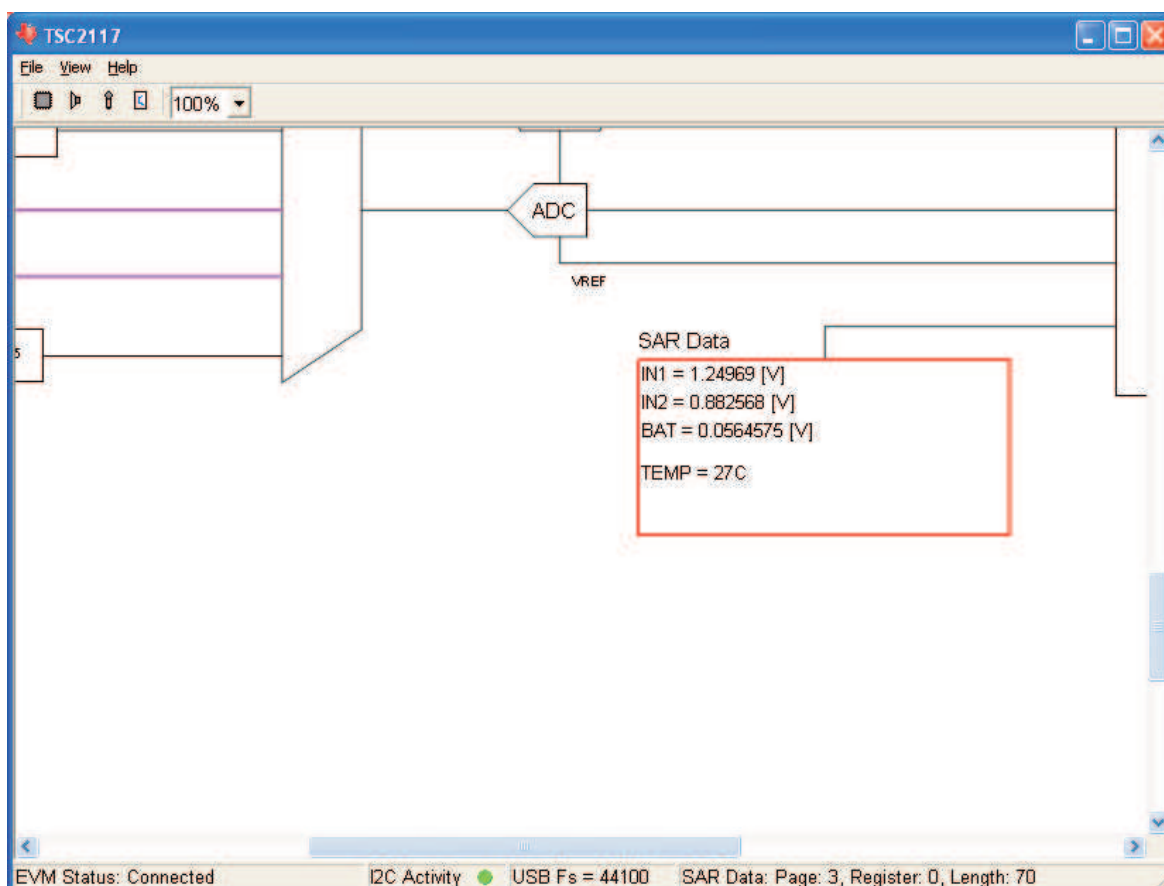 TSC2117
File View Help
100%
ADC
VREF
5
SAR Data
IN1 = 1.24969 [V]
IN2 = 0.882568 [V]
BAT = 0.0564575 [V]
TEMP = 27C
EVM Status: Connected
I2C Activity
USB Fs = 44100
SAR Data: Page: 3, Register: 0, Length: 70